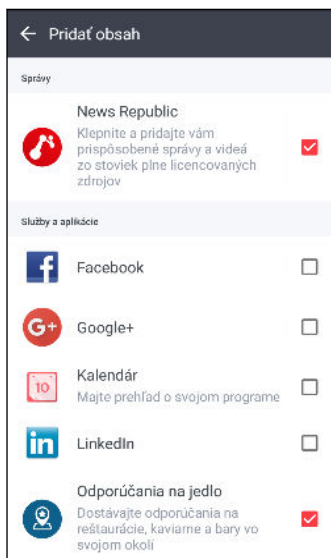 Pridať obsah
Správy
News Republic
Klepnite a pridajte vám
prispôsobené správy a videá
zo stoviek plne licencovaných
zdrojov
Služby a aplikácie
Facebook
G+
Google+
10
Kalendár
Majte prehľad o svojom programe
in
LinkedIn
Odporúčania na jedlo
Dostávajte odporúčania na
reštaurácie, kaviarne a bary vo
svojom okolí